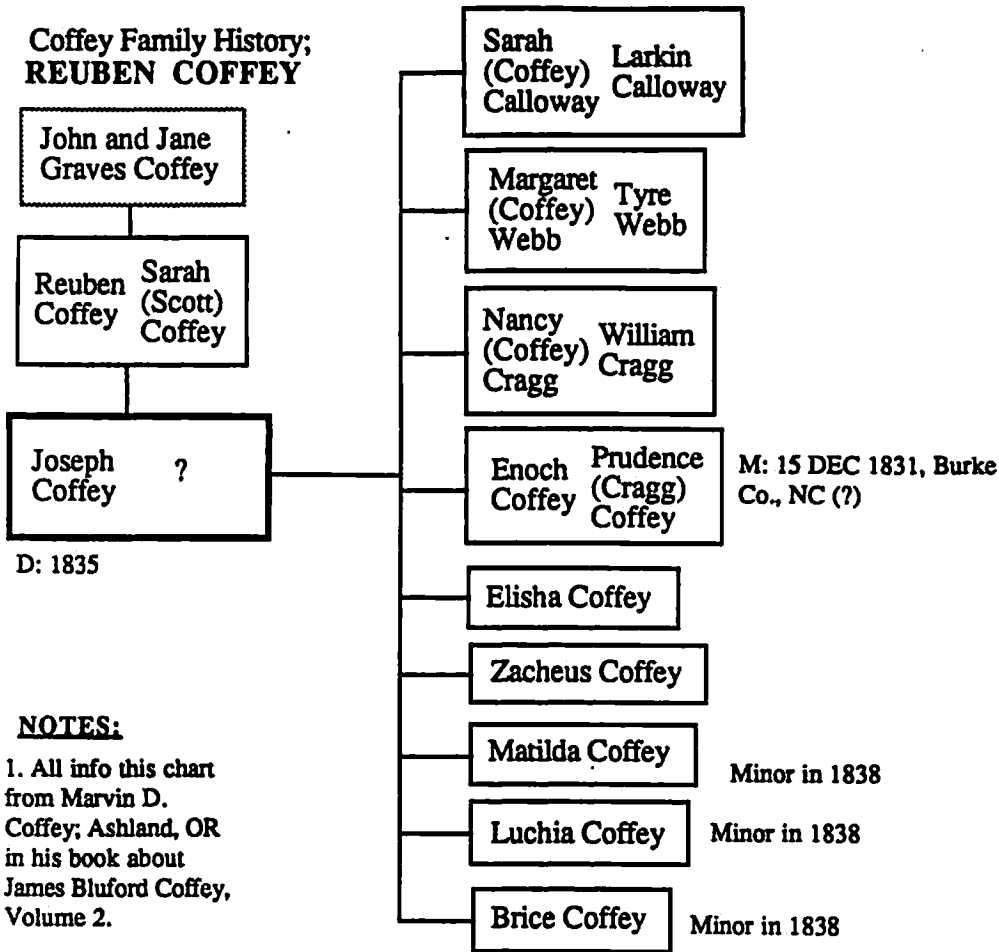 Coffey Family History;
REUBEN COFFEY
John and Jane
Graves Coffey
Reuben
Coffey
Sarah
(Scott)
Coffey
Joseph
Coffey
?
D: 1835
Sarah
(Coffey)
Calloway
Larkin
Calloway
Margaret
(Coffey)
Webb
Tyre
Webb
Nancy
(Coffey)
Cragg
William
Cragg
Enoch
Coffey
Prudence
(Cragg)
Coffey
M: 15 DEC 1831, Burke
Co., NC (?)
Elisha Coffey
Zacheus Coffey
Matilda Coffey
Minor in 1838
Luchia Coffey
Minor in 1838
Brice Coffey
Minor in 1838
NOTES:
1. All info this chart
from Marvin D.
Coffey; Ashland, OR
in his book about
James Bluford Coffey,
Volume 2.